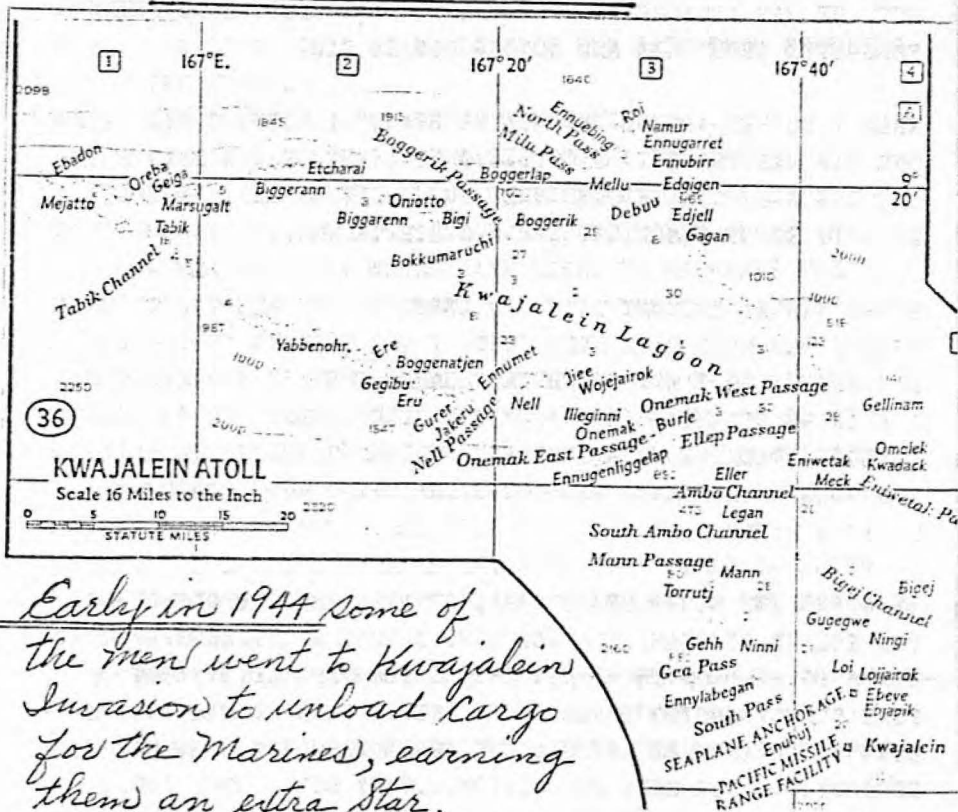 1
167° E.
2
167° 20'
3
167° 40'
4
2099
1640
1910
Ennuebing
Roi
North Pass
Namur
Milu Pass
Ennugarret
Boggerik Passage
Ennubirr
Ebadon
Oreba
Geiga
Etcharai
Boggerlap
Mellu
Edgigen
9°
20'
Biggerann
Mejatto
Marsugalt
Oniotto
Debuu
Edjell
Biggarenn
Bigi
Boggerik
Gagan
Tabik
Bokkumaruchi
Tabik Channel
Kwajalein Lagoon
1010
Yabbenohr
Ere
Boggenatjen
Ennumet
Yiee
Wojejairok
Onemak West Passage
Gegibu
Eru
Gurer
Jakeru
Nell
Illeginni
Gellinam
Nell Passage
Onemak
Burle
Ellep Passage
Onemak East Passage
Omelek
Eniwetak
Kwadack
Ennugenliggelap
Eller
Meck
36
KWAJALEIN ATOLL
Scale 16 Miles to the Inch
0 5 10 15 20
STATUTE MILES
Ambo Channel
Legan
South Ambo Channel
Mann Passage
Mann
Torrutj
Bigej Channel
Bigej
Gugegwe
Ningi
Gehh
Ninni
Loi
Lojjairok
Gea Pass
Ennylabegan
Ebeye
South Pass
Enjagik
SEAPLANE ANCHORAGE
Enubuj
Kwajalein
PACIFIC MISSILE
RANGE FACILITY
Early in 1944 some of
the men went to Kwajalein
Invasion to unload Cargo
for the Marines, earning
them an extra Star.